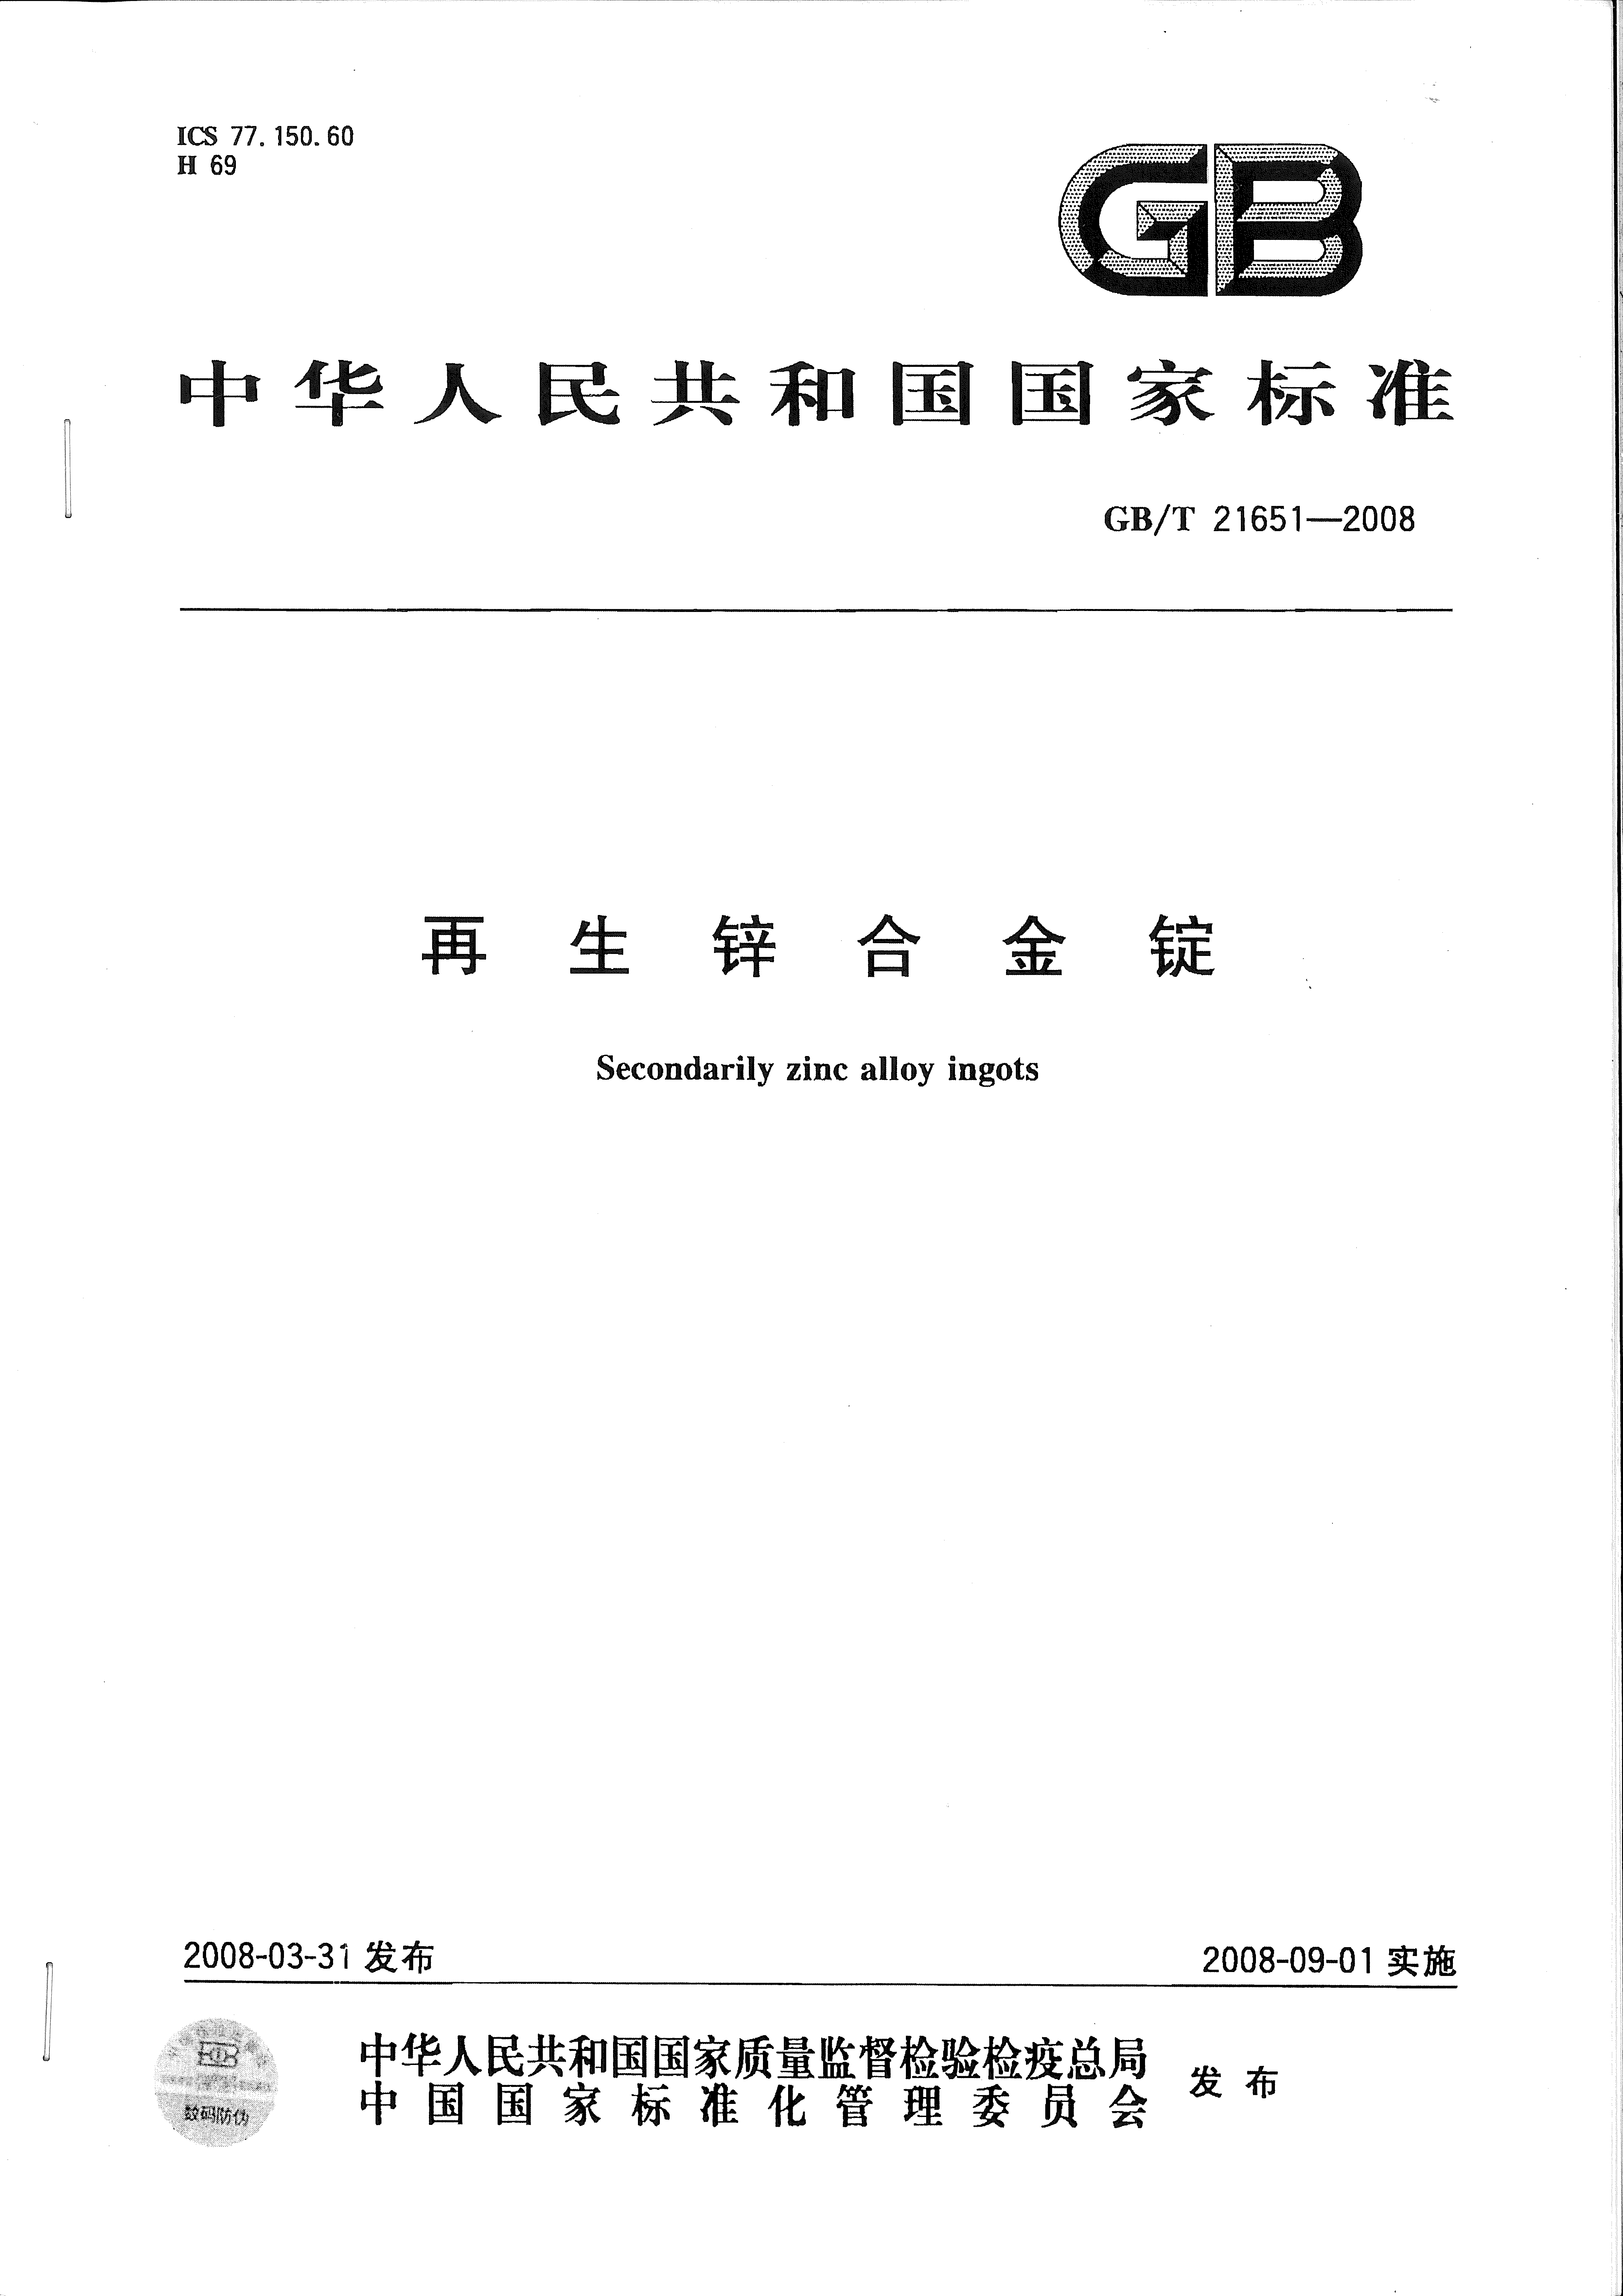 ICS 77.150.60
H 69
GB
中华人民共和国国家标准
GB/T 21651—2008
再生锌合金锭
Secondarily zinc alloy ingots
2008-03-31 发布
2008-09-01 实施
中华人民共和国国家质量监督检验检疫总局
中国国家标准化管理委员会
发布
数码防伪